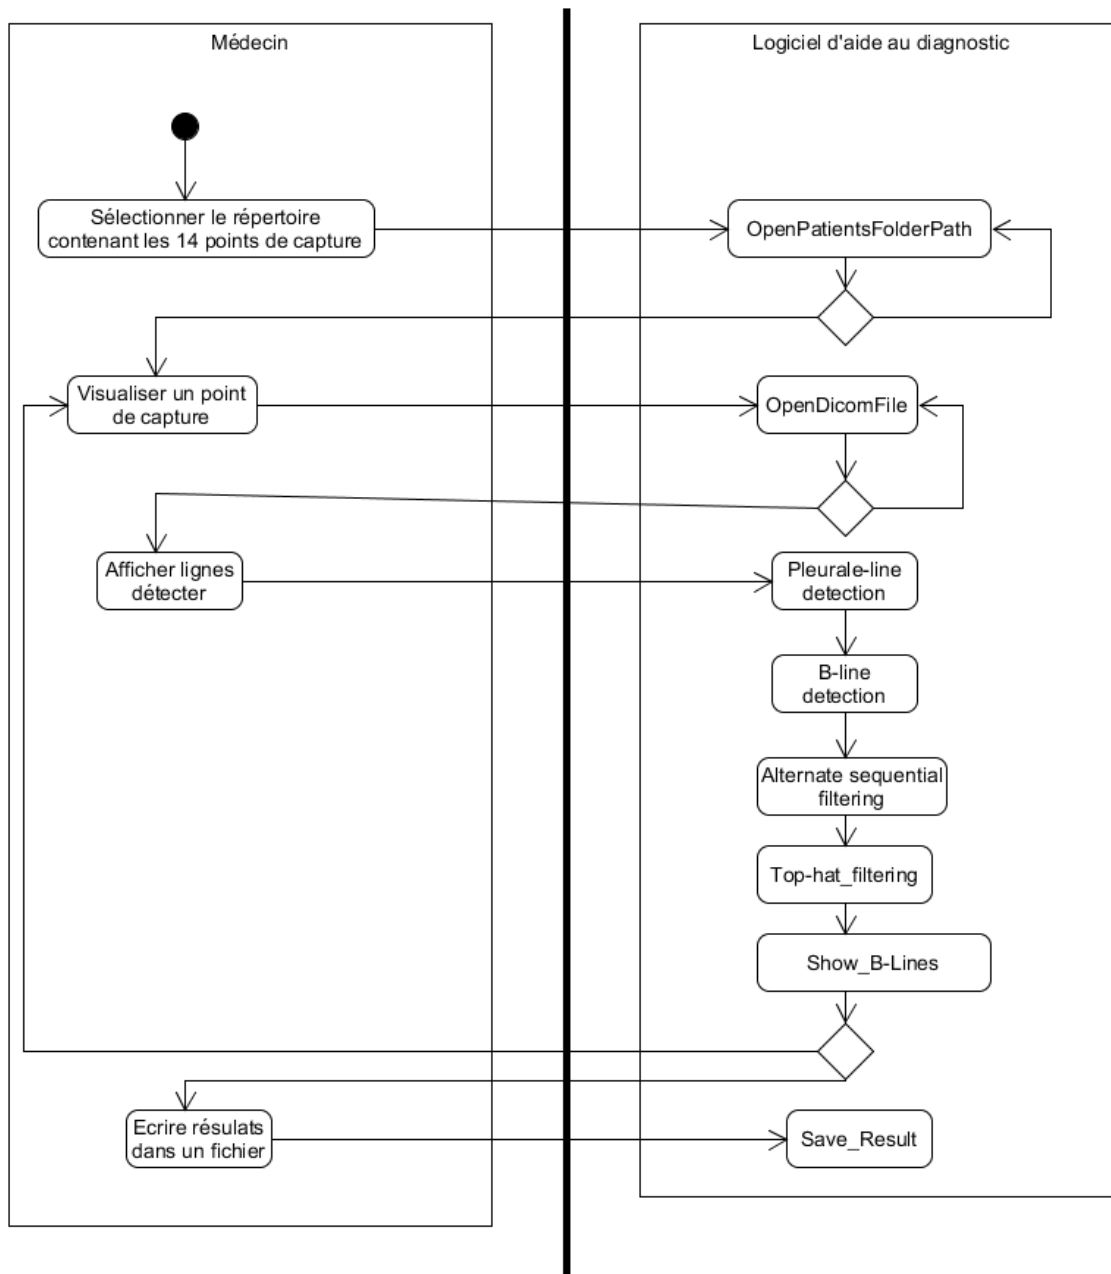 Médecin
Logiciel d'aide au diagnostic
Sélectionner le répertoire
contenant les 14 points de capture
OpenPatientsFolderPath
Visualiser un point
de capture
OpenDicomFile
Afficher lignes
détecter
Pleurale-line
detection
B-line
detection
Alternate sequential
filtering
Top-hat_filtering
Show_B-Lines
Ecrire résulats
dans un fichier
Save_Result